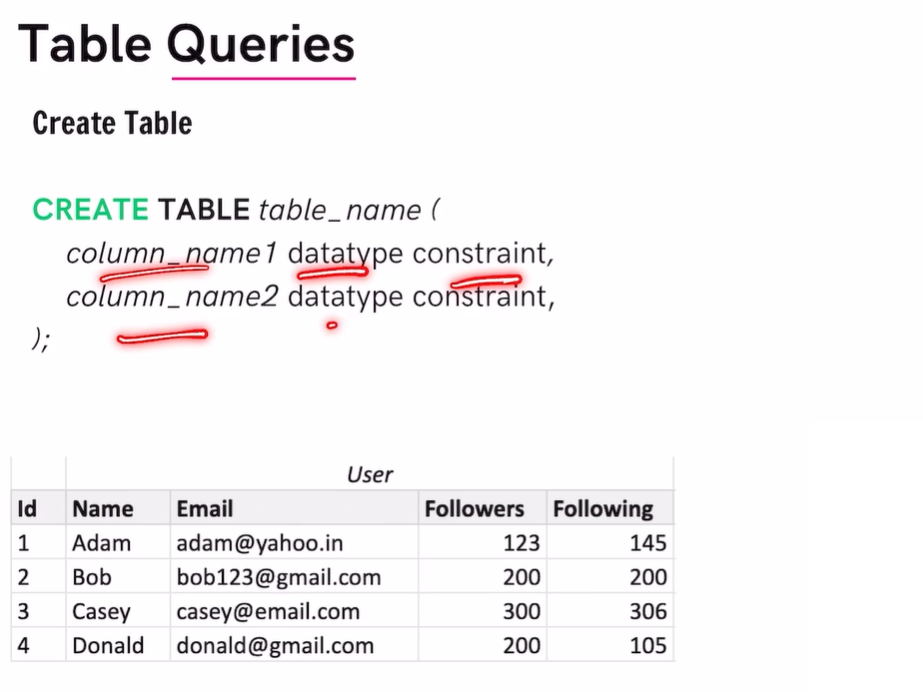 Table Queries
Create Table
CREATE TABLE table_name (
column_name1 datatype constraint,
column_name2 datatype constraint,
);
User
Id Name Email Followers Following
1 Adam adam@yahoo.in 123 145
2 Bob bob123@gmail.com 200 200
3 Casey casey@email.com 300 306
4 Donald donald@gmail.com 200 105